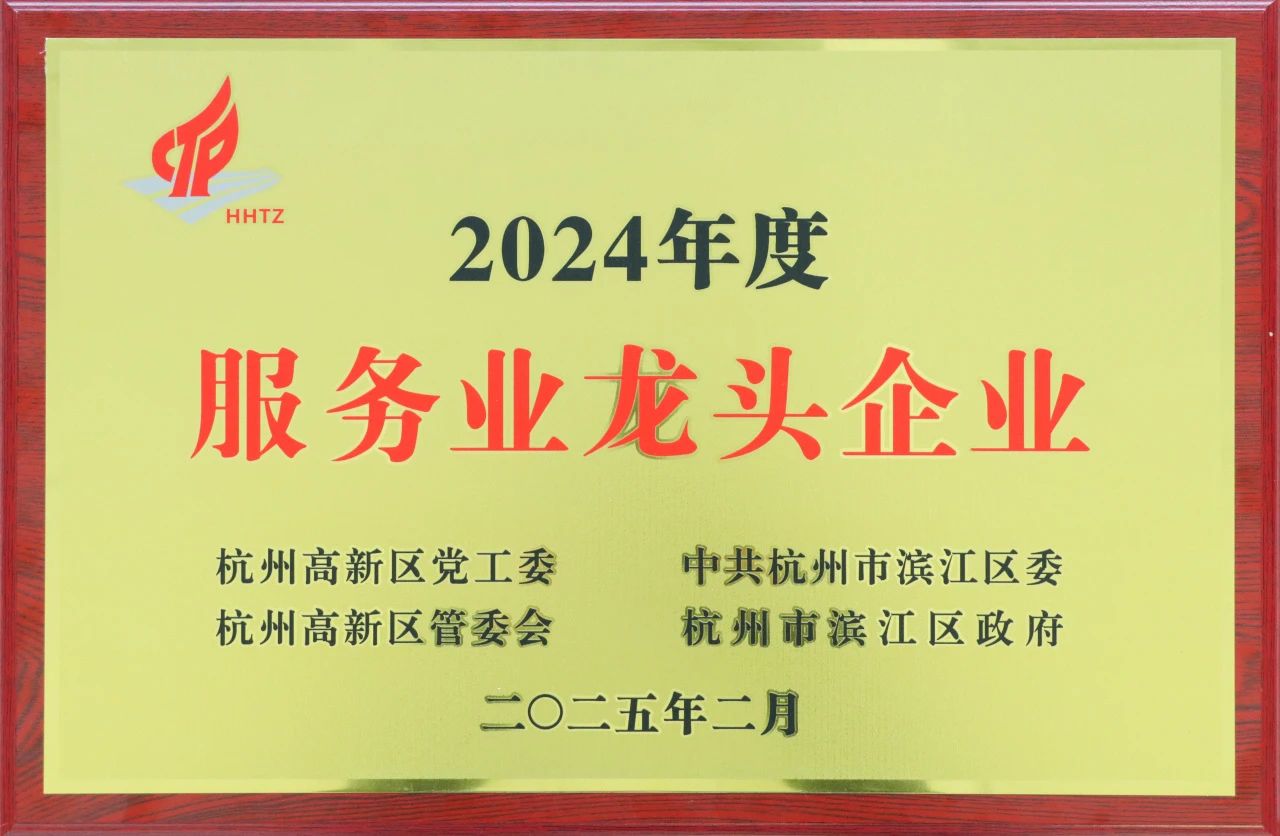 HHTZ
2024年度
服务业龙头企业
杭州高新区党工委 中共杭州市滨江区委
杭州高新区管委会 杭州市滨江区政府
二〇二五年二月